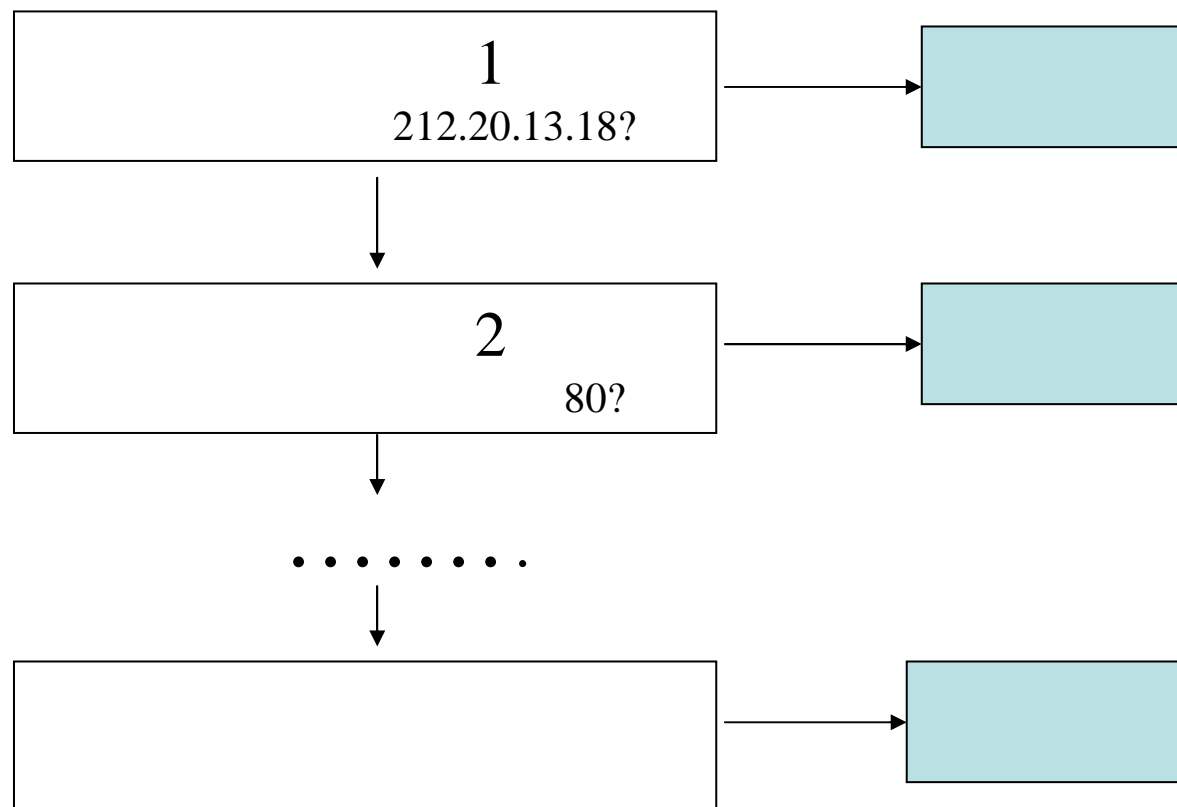 1
212.20.13.18?
2
80?
. . . . . . . .